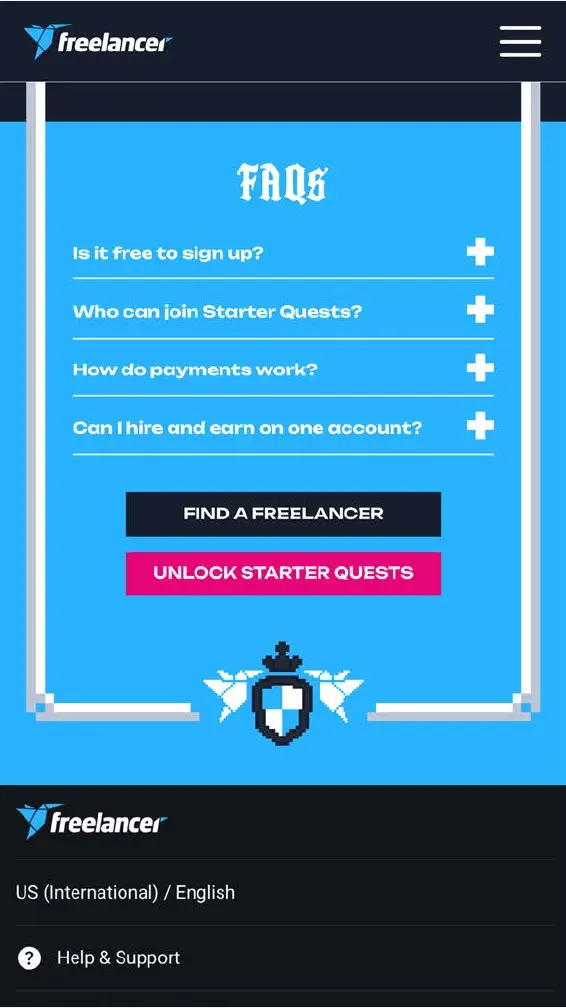 freelancer
FAQs
Is it free to sign up?
Who can join Starter Quests?
How do payments work?
Can I hire and earn on one account?
FIND A FREELANCER
UNLOCK STARTER QUESTS
freelancer
US (International) / English
? Help & Support